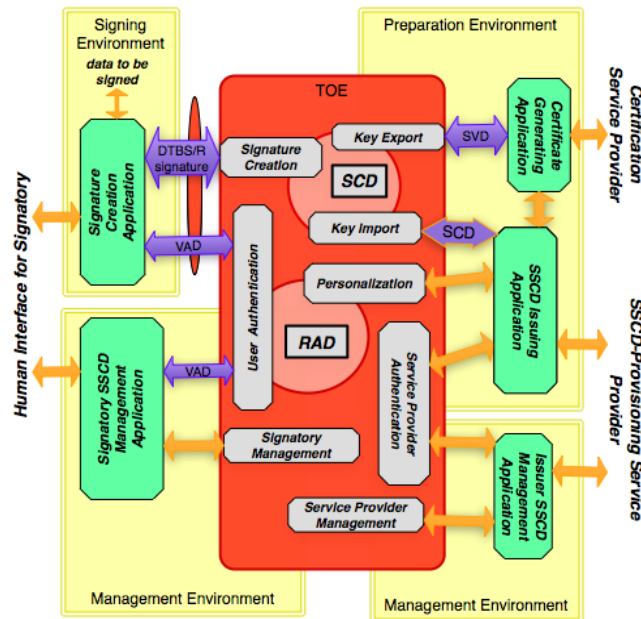 Signing
Environment
data to be
signed
Preparation Environment
TOE
Human Interface for Signatory
Signature
Creation
Application
DTBS/R
signature
VAD
Signature
Creation
Key Export
SCD
SVD
Certificate
Generating
Application
Certification
Service Provider
Key Import
SCD
User Authentication
Personalization
SSCD Issuing
Application
RAD
Service Provider
Authentication
SSCD-Provisioning Service
Provider
Signatory SSCD
Management
Application
VAD
Signatory
Management
Issuer SSCD
Management
Application
Service Provider
Management
Management Environment
Management Environment